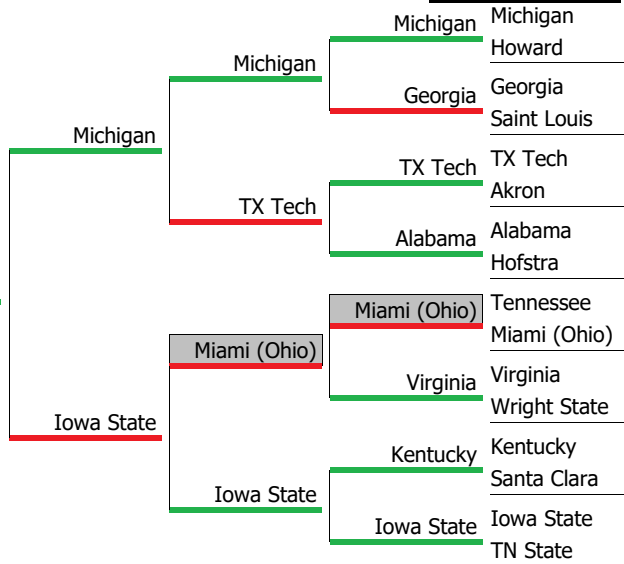 Michigan
Michigan
Howard
Michigan
Georgia
Georgia
Saint Louis
Michigan
TX Tech
TX Tech
Akron
TX Tech
Alabama
Alabama
Hofstra
Miami (Ohio)
Tennessee
Miami (Ohio)
Miami (Ohio)
Virginia
Virginia
Wright State
Iowa State
Kentucky
Kentucky
Santa Clara
Iowa State
Iowa State
Iowa State
TN State